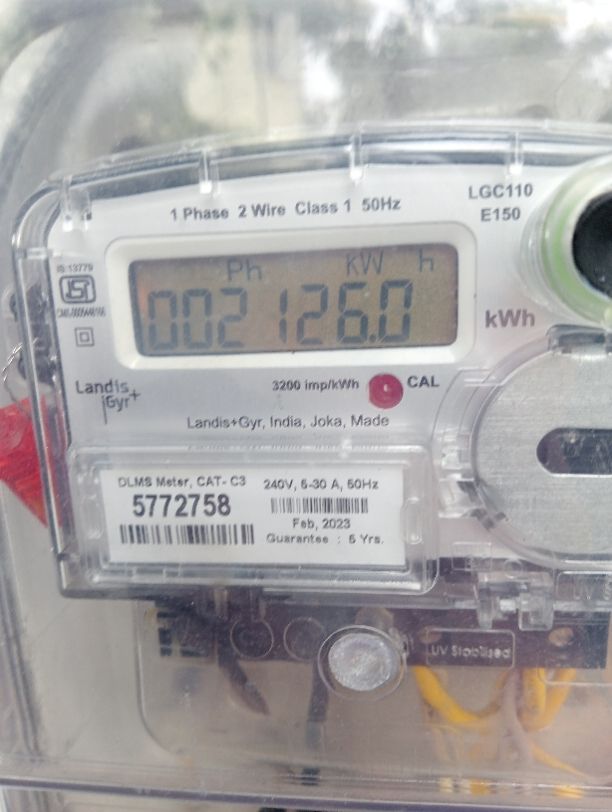 1 Phase 2 Wire Class 1 50Hz
LGC110
E150
IS:13779
Ph kW h
002126.0
kWh
3200 imp/kWh
CAL
Landis
Gyr+
Landis+Gyr, India, Joka, Made
DLMS Meter, CAT- C3
5772758
240V, 5-30 A, 50Hz
Feb, 2023
Guarantee : 5 Yrs.
UV Stabilised